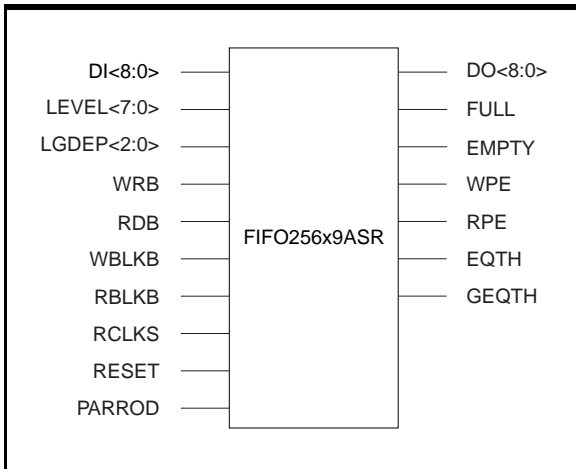 DI<8:0>
LEVEL<7:0>
LGDEP<2:0>
WRB
RDB
WBLKB
RBLKB
RCLKS
RESET
PARROD
FIFO256x9ASR
DO<8:0>
FULL
EMPTY
WPE
RPE
EQTH
GEQTH